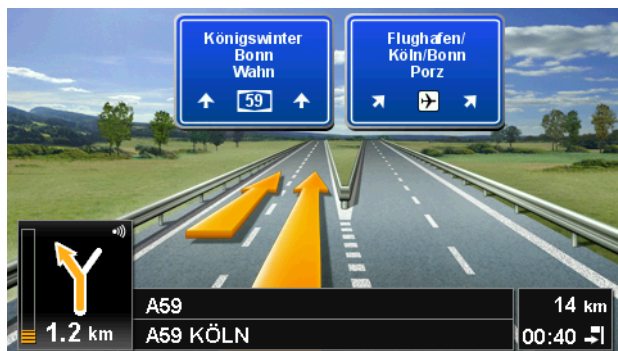 Königswinter
Bonn
Wahn
59
Flughafen/
Köln/Bonn
Porz
A59
14 km
1.2 km
A59 KÖLN
00:40